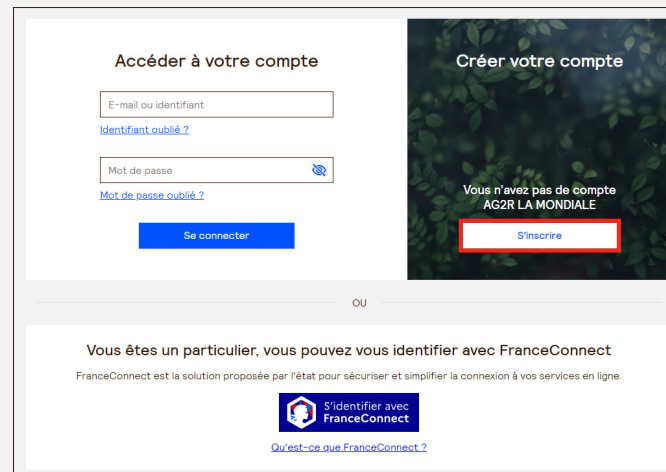 Accéder à votre compte
E-mail ou identifiant
Identifiant oublié ?
Mot de passe
Mot de passe oublié ?
Se connecter
Créer votre compte
Vous n'avez pas de compte
AG2R LA MONDIALE
S'inscrire
OU
Vous êtes un particulier, vous pouvez vous identifier avec FranceConnect
FranceConnect est la solution proposée par l'état pour sécuriser et simplifier la connexion à vos services en ligne.
S'identifier avec
FranceConnect
Qu'est-ce que FranceConnect ?